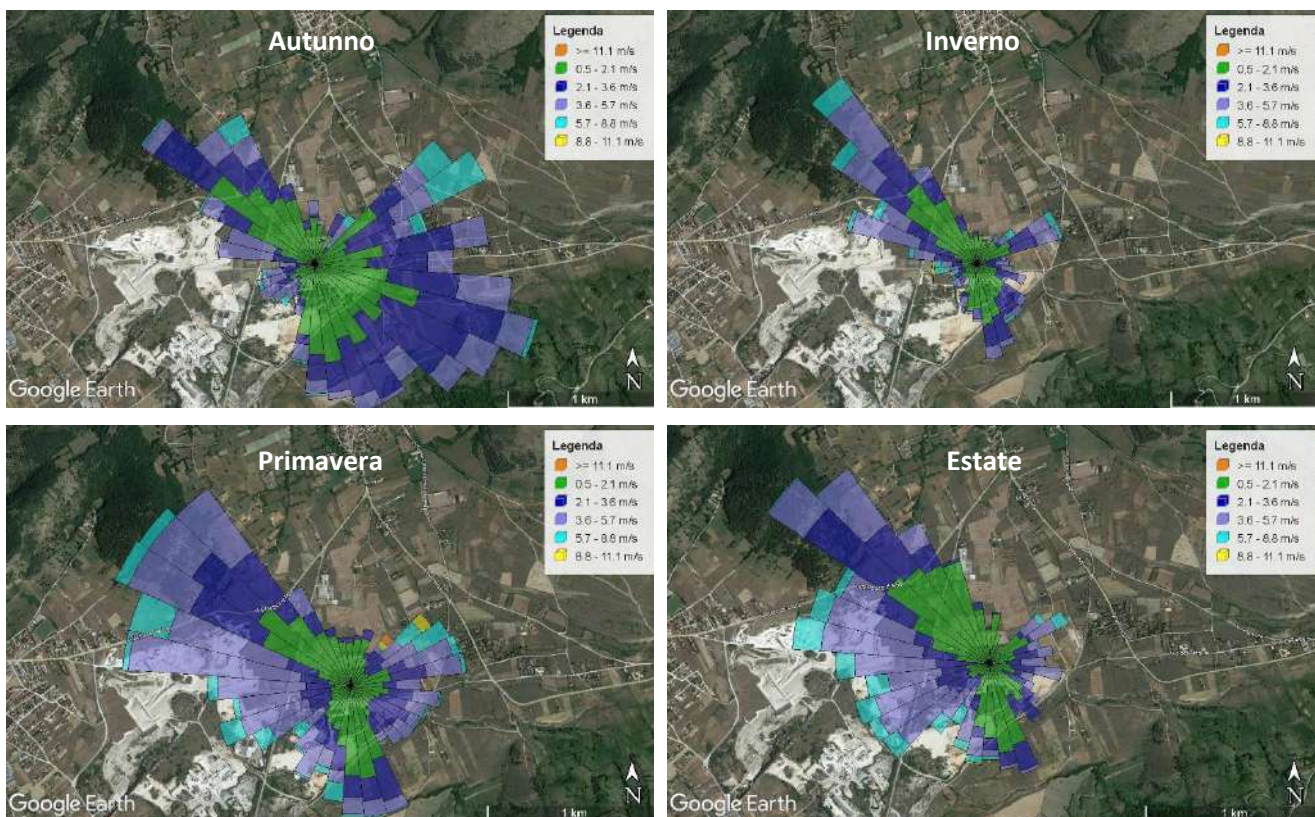 Autunno
Legenda
>= 11.1 m/s
0.5 - 2.1 m/s
2.1 - 3.6 m/s
3.6 - 5.7 m/s
5.7 - 8.8 m/s
8.8 - 11.1 m/s
Google Earth
N
1 km
Inverno
Legenda
>= 11.1 m/s
0.5 - 2.1 m/s
2.1 - 3.6 m/s
3.6 - 5.7 m/s
5.7 - 8.8 m/s
8.8 - 11.1 m/s
Google Earth
N
1 km
Primavera
Legenda
>= 11.1 m/s
0.5 - 2.1 m/s
2.1 - 3.6 m/s
3.6 - 5.7 m/s
5.7 - 8.8 m/s
8.8 - 11.1 m/s
Google Earth
N
1 km
Estate
Legenda
>= 11.1 m/s
0.5 - 2.1 m/s
2.1 - 3.6 m/s
3.6 - 5.7 m/s
5.7 - 8.8 m/s
8.8 - 11.1 m/s
Google Earth
N
1 km